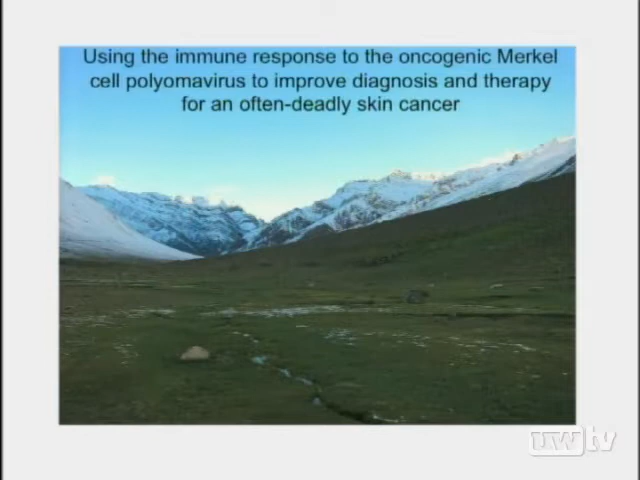 Using the immune response to the oncogenic Merkel
cell polyomavirus to improve diagnosis and therapy
for an often-deadly skin cancer
uwtv